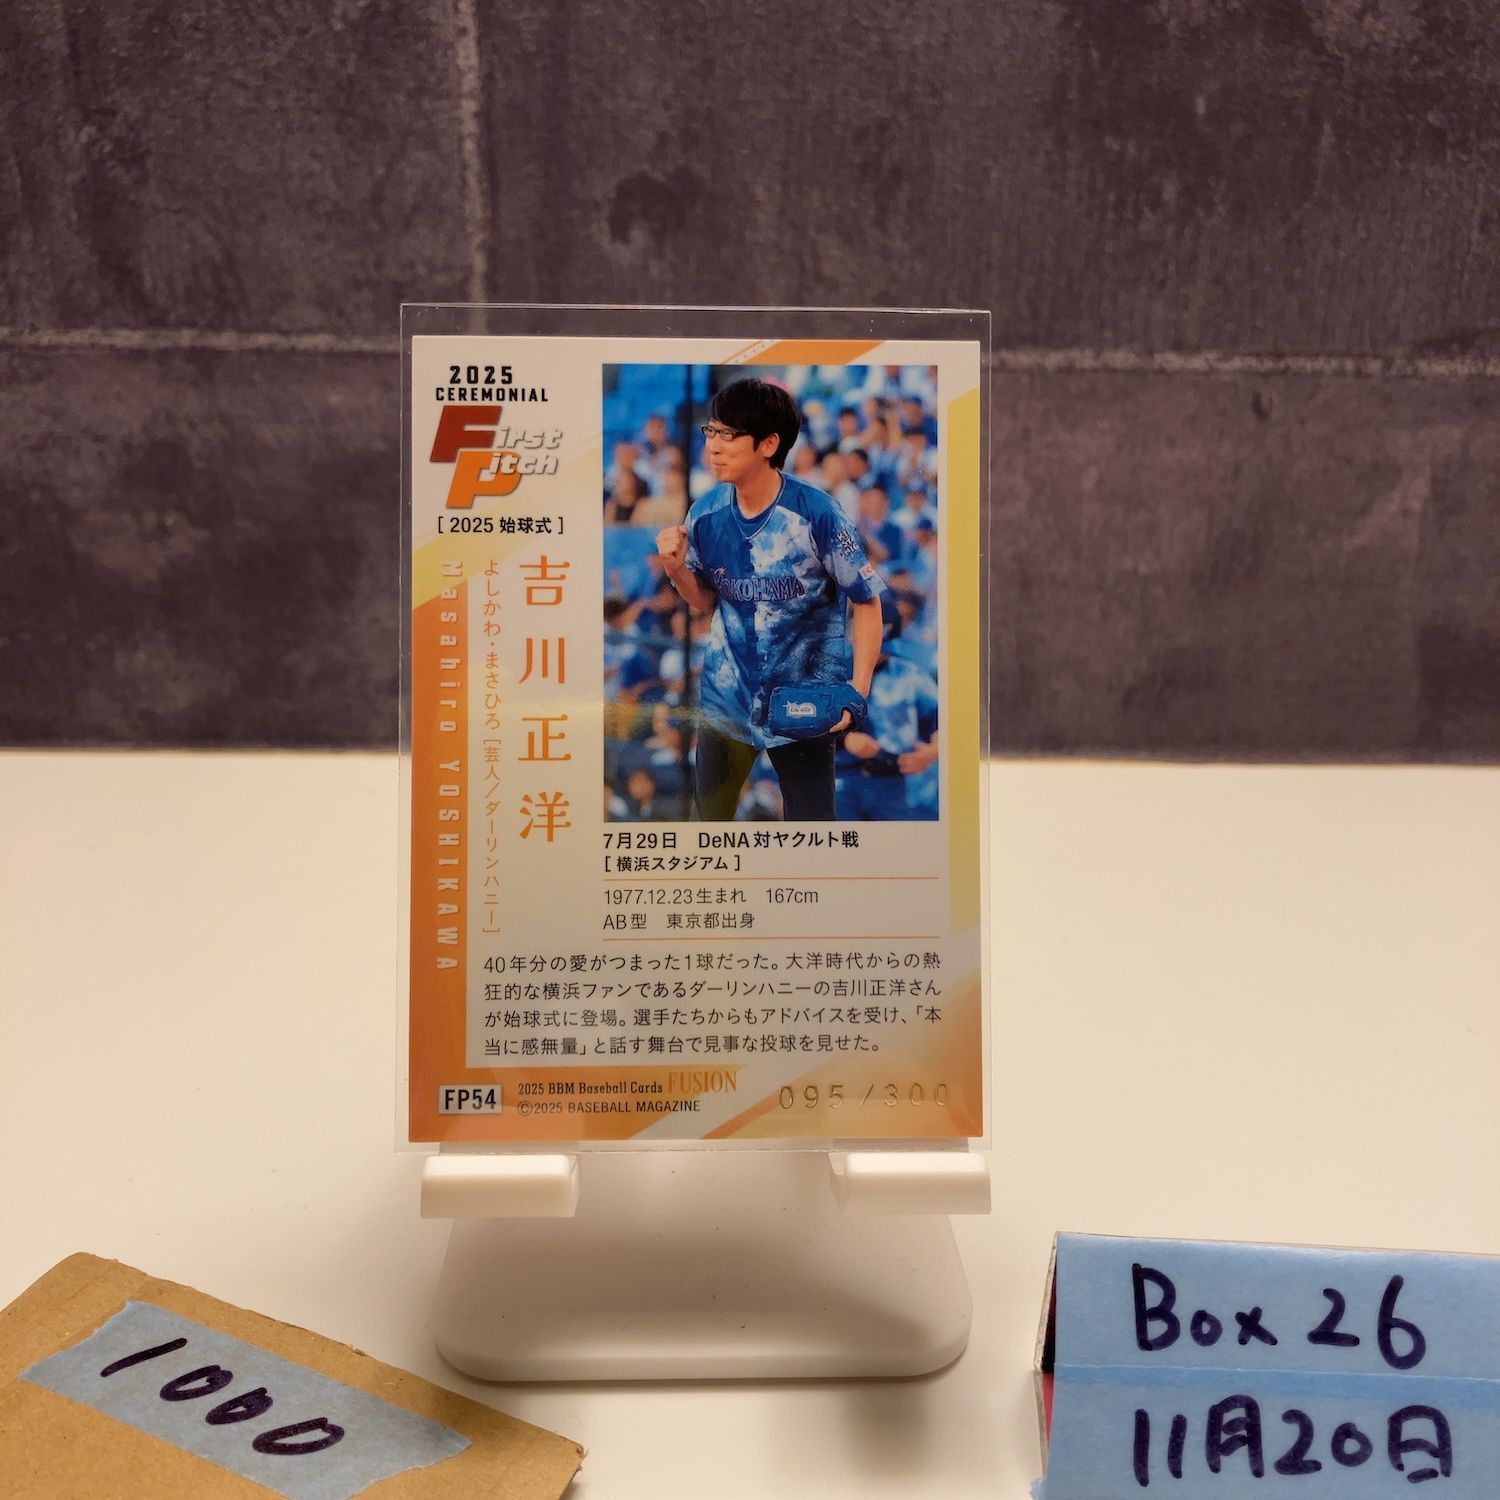 2025
CEREMONIAL
First
Pitch
[ 2025 始球式 ]
吉川正洋
よしかわ・まさひろ [芸人／ダーリンハニー]
Masahiro YOSHIKAWA
YOKOHAMA
7月29日　DeNA対ヤクルト戦
[ 横浜スタジアム ]
1977.12.23生まれ　167cm
AB型　東京都出身
40年分の愛がつまった1球だった。大洋時代からの熱
狂的な横浜ファンであるダーリンハニーの吉川正洋さん
が始球式に登場。選手たちからもアドバイスを受け、「本
当に感無量」と話す舞台で見事な投球を見せた。
FP54
2025 BBM Baseball Cards FUSION
©2025 BASEBALL MAGAZINE
095/300
1000
Box 26
11月20日